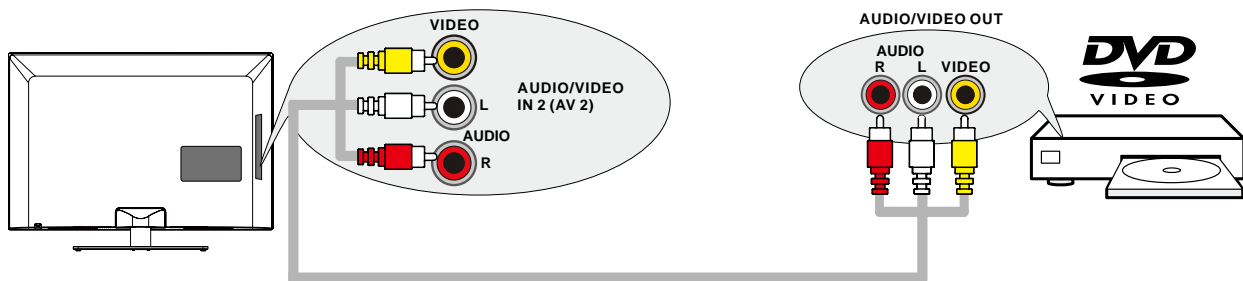 VIDEO
AUDIO/VIDEO
IN 2 (AV 2)
L
AUDIO
R
AUDIO/VIDEO OUT
AUDIO
R L VIDEO
DVD
VIDEO